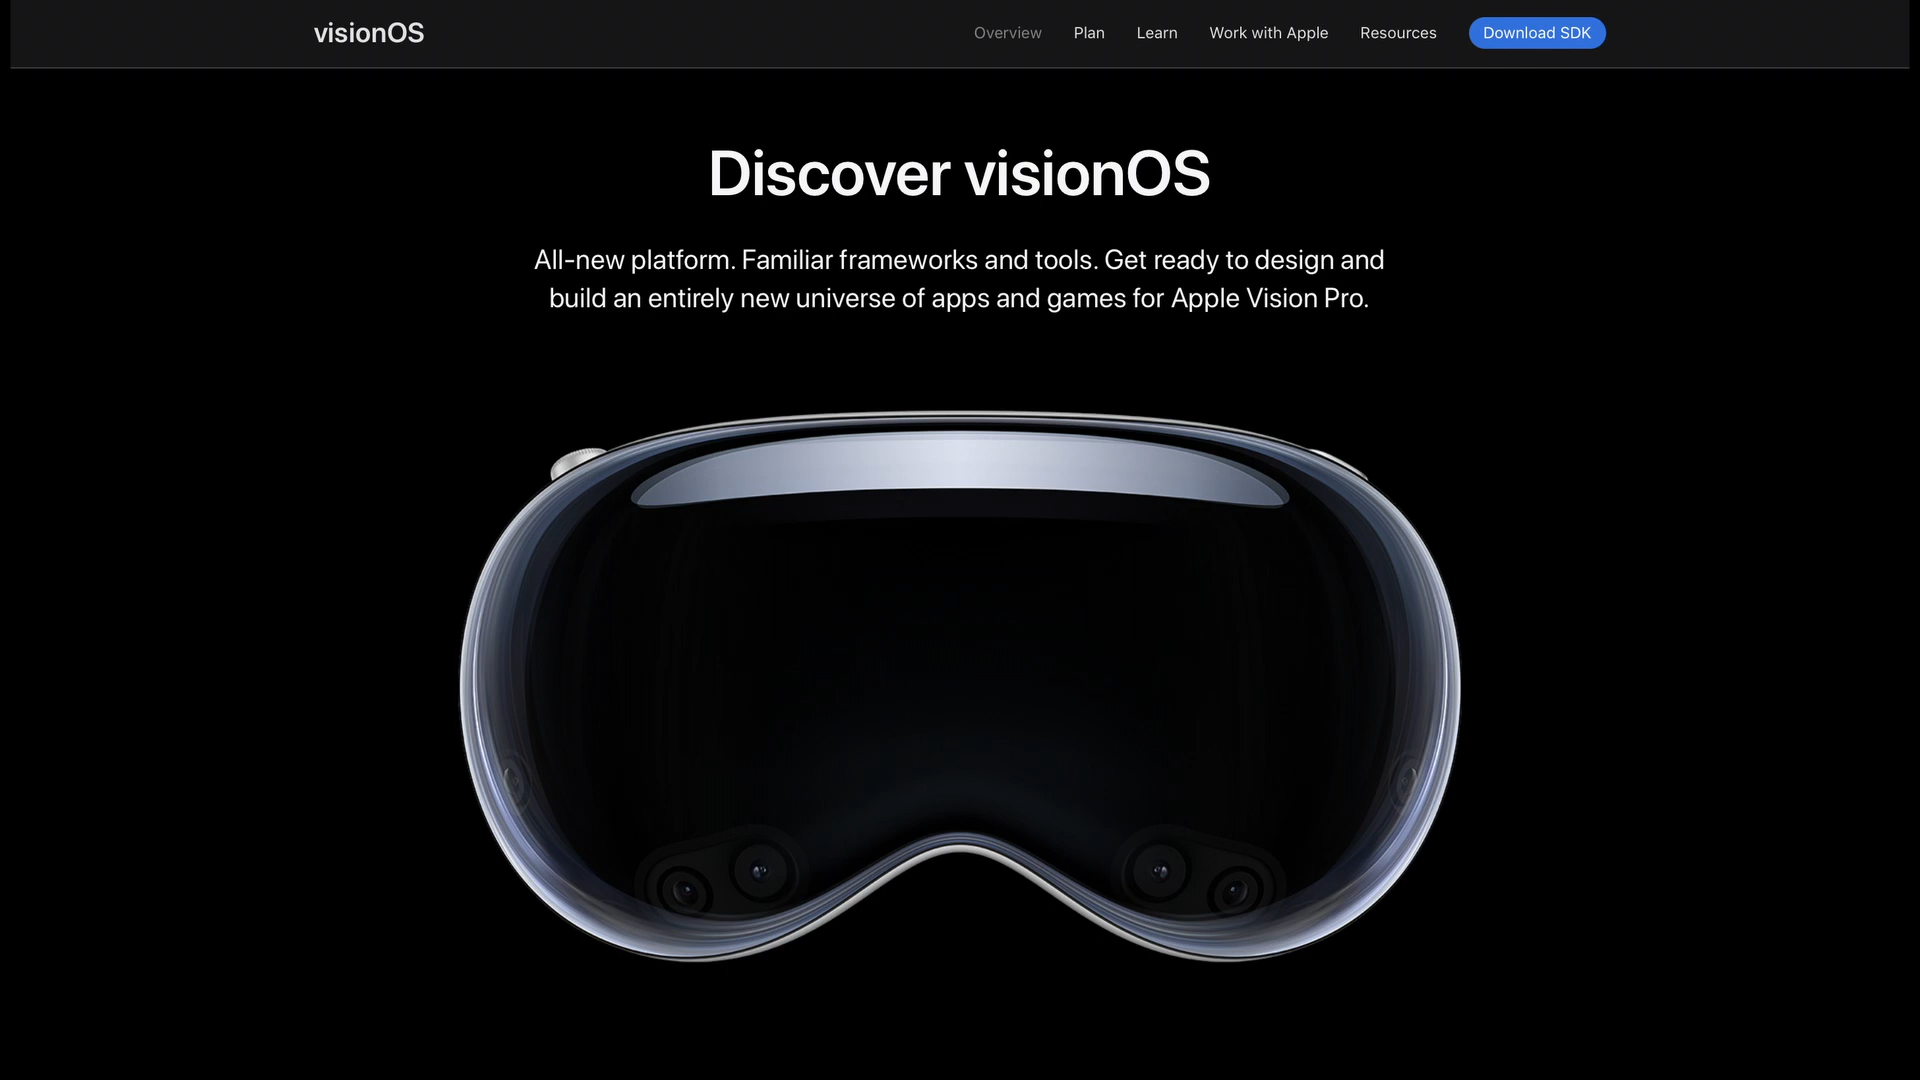 visionOS
Overview Plan Learn Work with Apple Resources Download SDK
Discover visionOS
All-new platform. Familiar frameworks and tools. Get ready to design and
build an entirely new universe of apps and games for Apple Vision Pro.